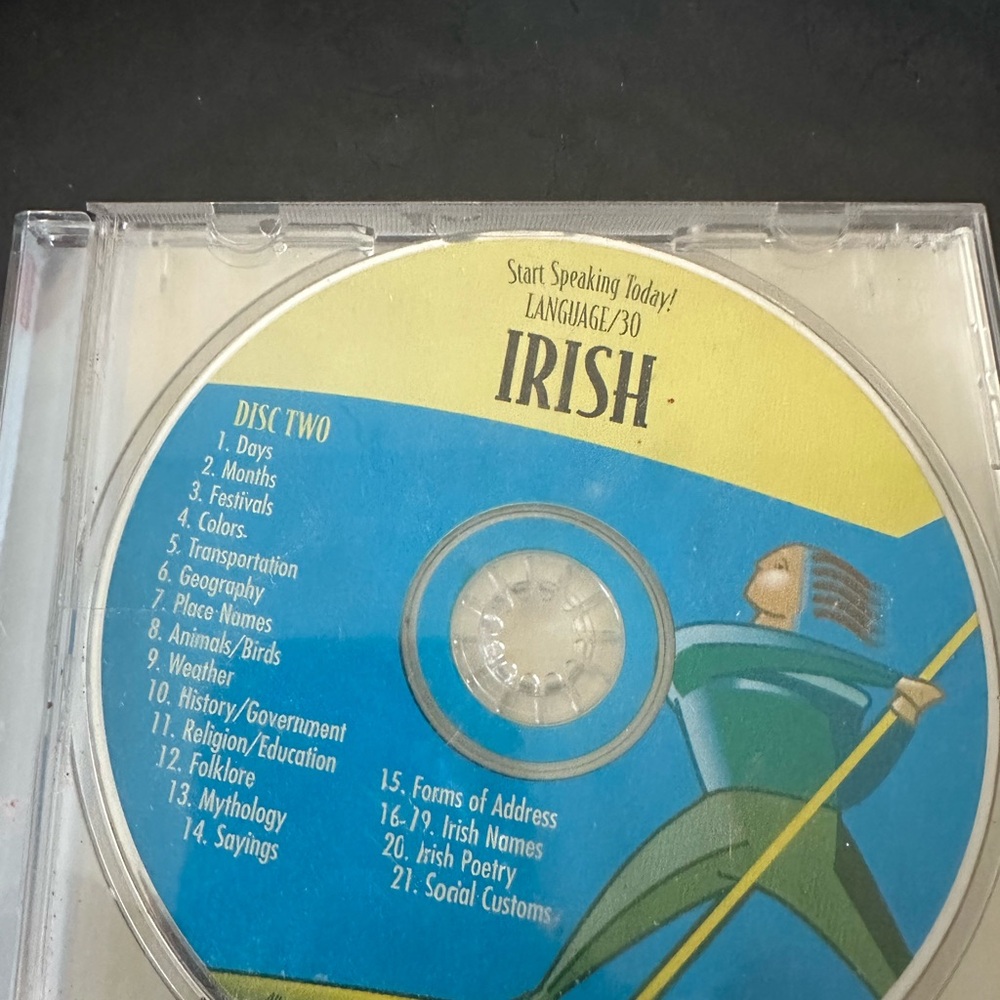 Start Speaking Today!
LANGUAGE/30
IRISH
DISC TWO
1. Days
2. Months
3. Festivals
4. Colors
5. Transportation
6. Geography
7. Place Names
8. Animals/Birds
9. Weather
10. History/Government
11. Religion/Education
12. Folklore
13. Mythology
14. Sayings
15. Forms of Address
16-19. Irish Names
20. Irish Poetry
21. Social Customs